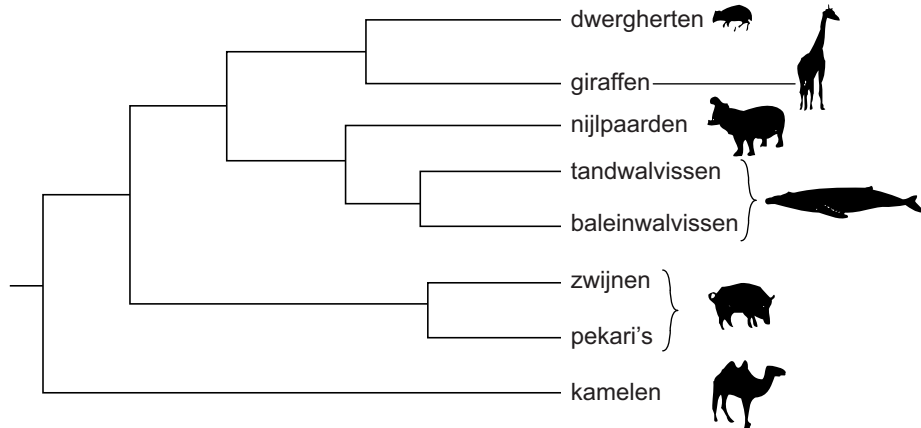 dwergherten
giraffen
nijlpaarden
tandwalvissen
baleinwalvissen
zwijnen
pekari’s
kamelen